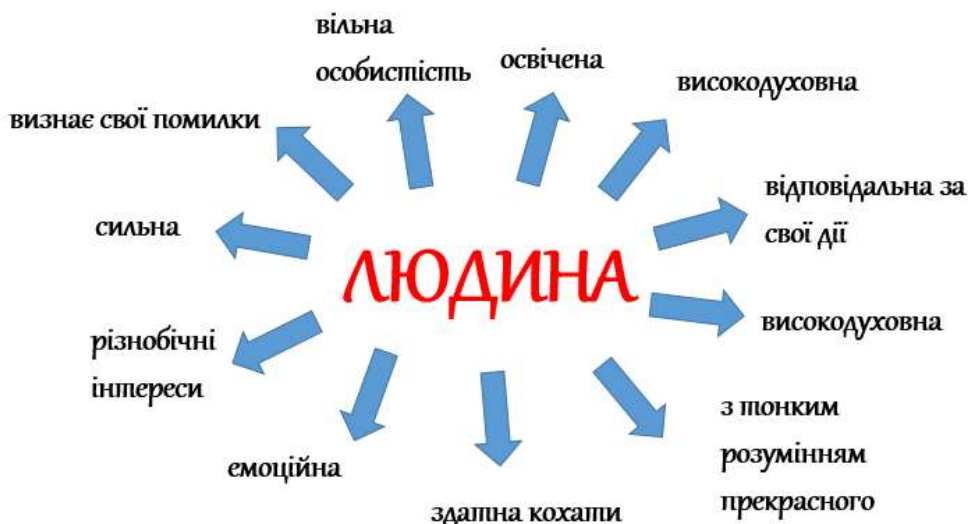 вільна
особистість
освічена
високодуховна
визнає свої помилки
відповідальна за
свої дії
сильна
ЛЮДИНА
високодуховна
різнобічні
інтереси
з тонким
розумінням
прекрасного
емоційна
здатна кохати